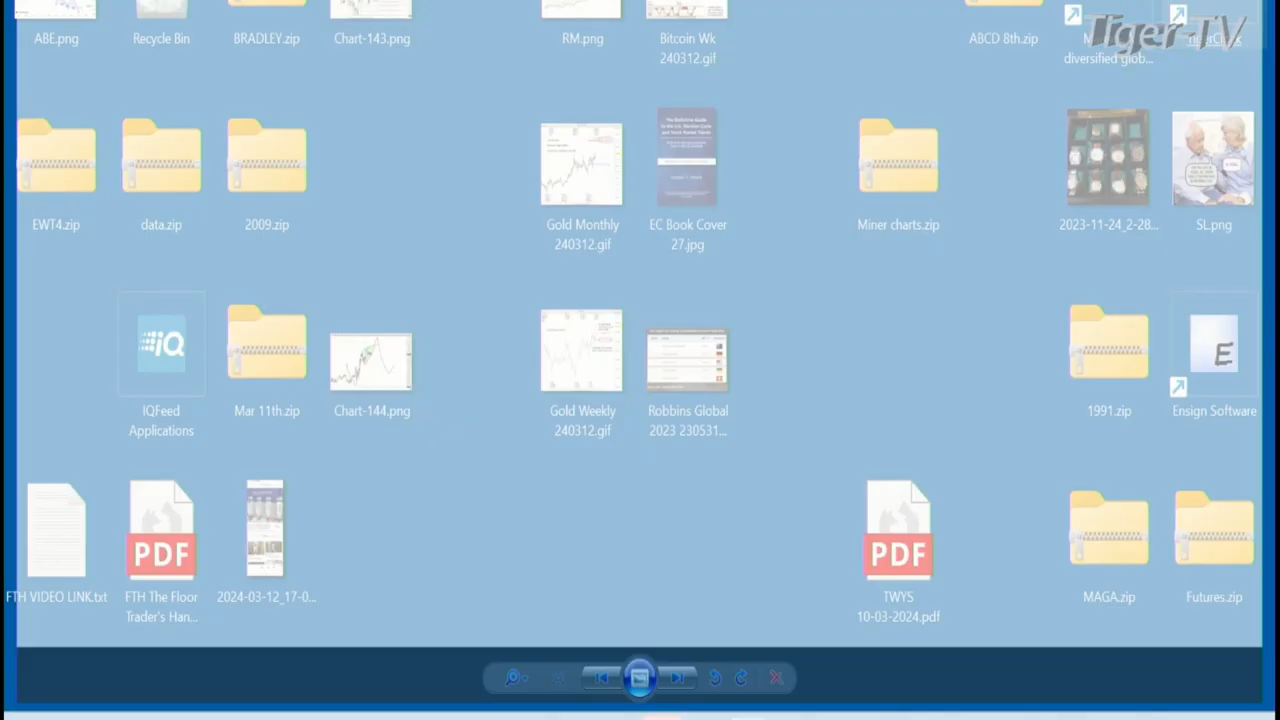 Tiger-TV
ABE.png
Recycle Bin
BRADLEY.zip
Chart-143.png
RM.png
Bitcoin Wk
240312.gif
ABCD 8th.zip
diversified glob...
EWT4.zip
data.zip
2009.zip
Gold Monthly
240312.gif
EC Book Cover
27.jpg
Miner charts.zip
2023-11-24_2-28...
SL.png
iQ
IQFeed
Applications
Mar 11th.zip
Chart-144.png
Gold Weekly
240312.gif
Robbins Global
2023 230531...
1991.zip
E
Ensign Software
FTH VIDEO LINK.txt
PDF
FTH The Floor
Trader's Han...
2024-03-12_17-0...
PDF
TWYS
10-03-2024.pdf
MAGA.zip
Futures.zip